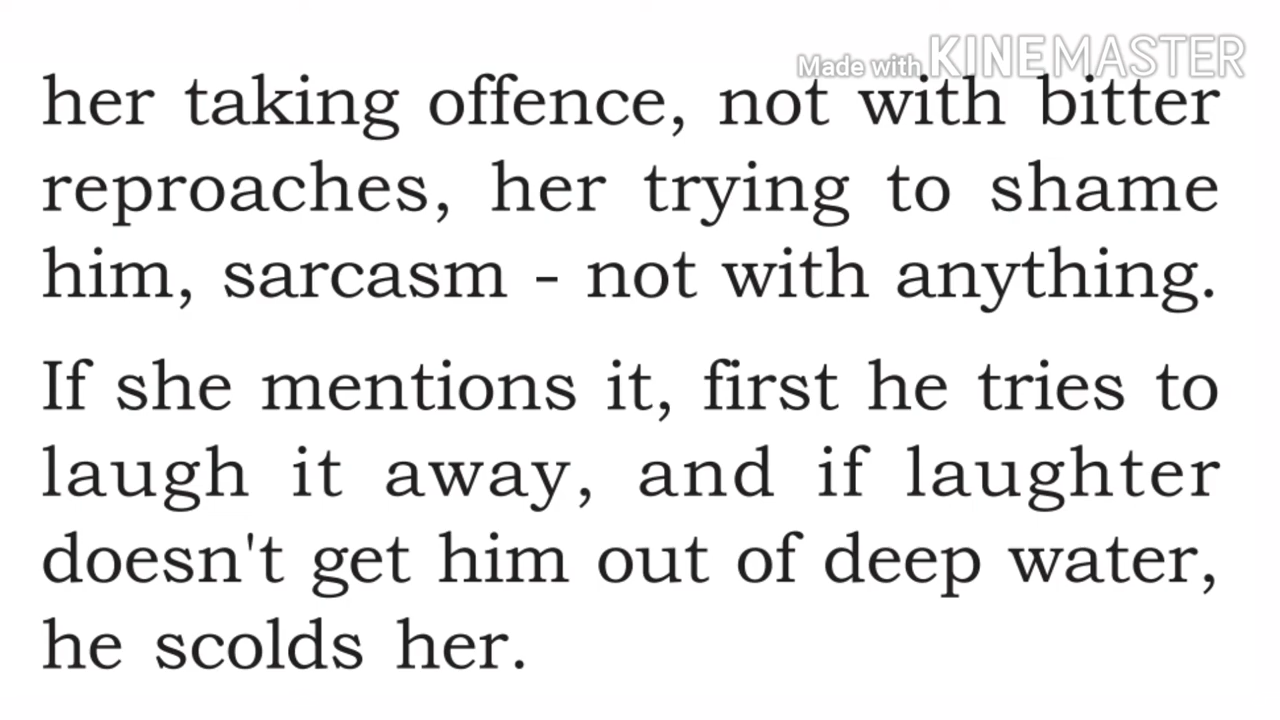 Made with KINEMASTER
her taking offence, not with bitter
reproaches, her trying to shame
him, sarcasm - not with anything.
If she mentions it, first he tries to
laugh it away, and if laughter
doesn't get him out of deep water,
he scolds her.